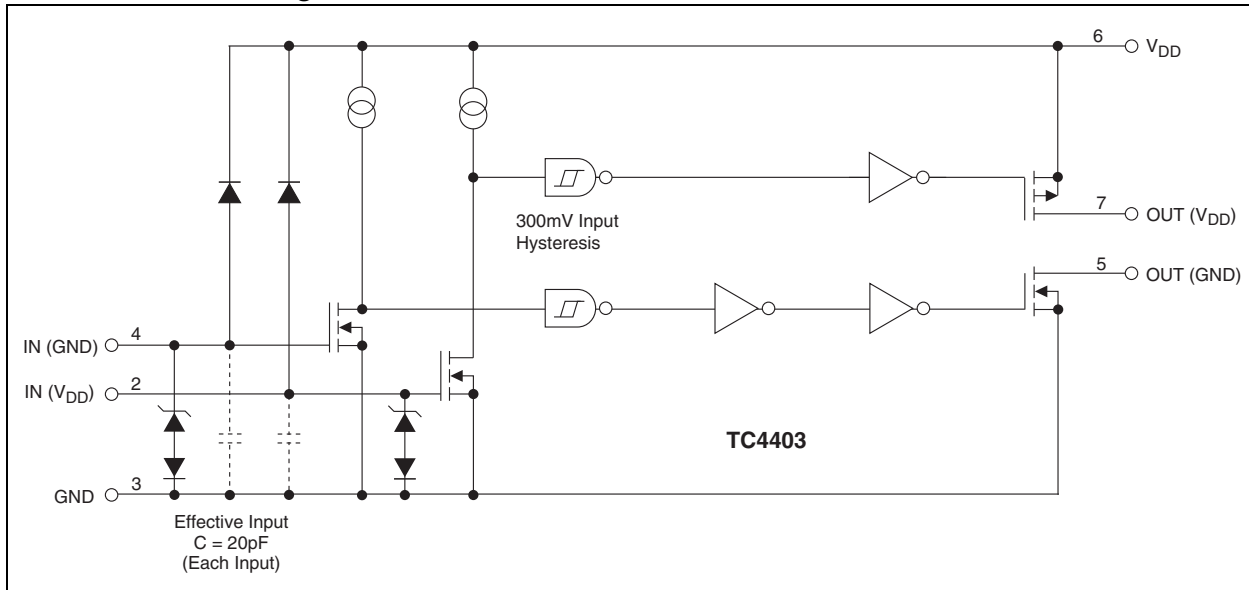 6
V_DD
7
OUT (V_DD)
300mV Input
Hysteresis
5
OUT (GND)
4
IN (GND)
2
IN (V_DD)
TC4403
3
GND
Effective Input
C = 20pF
(Each Input)